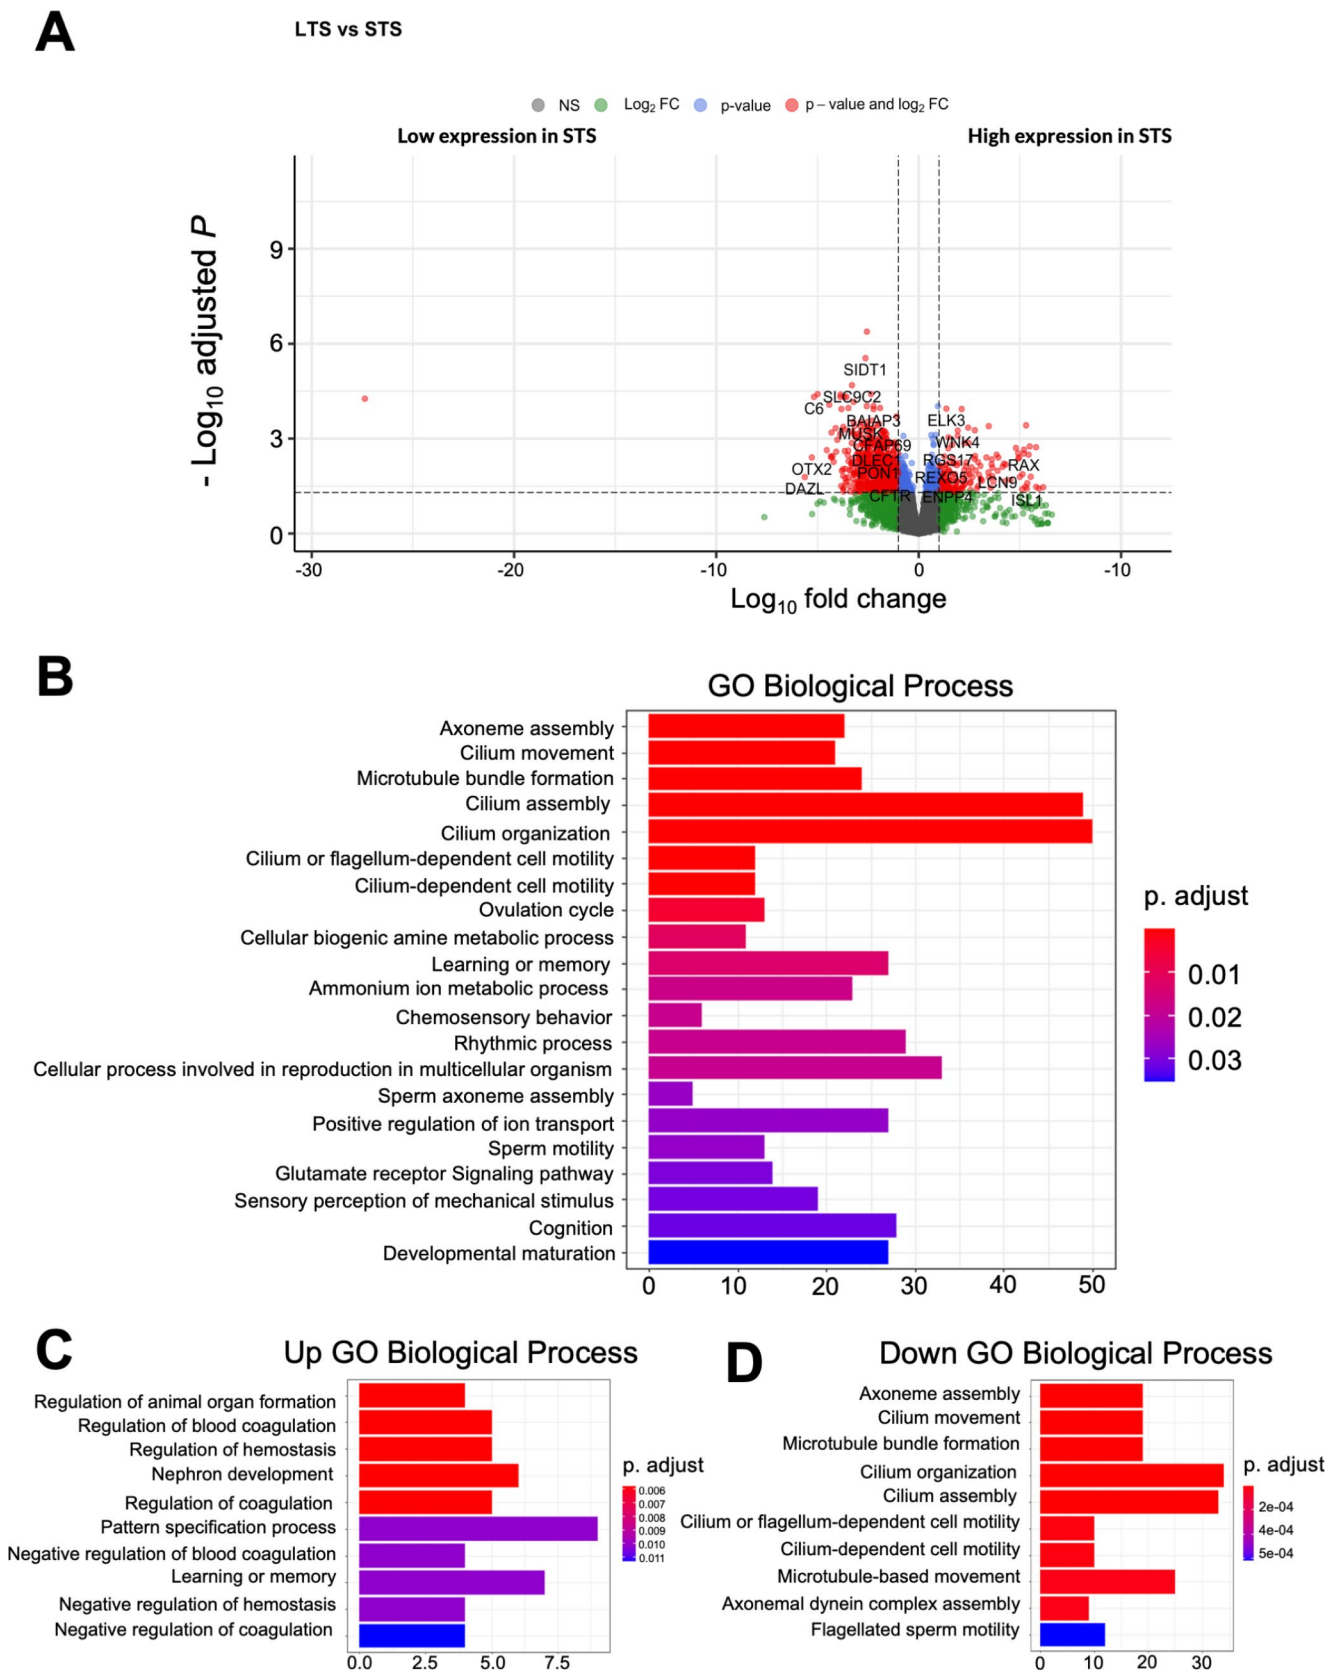 A
LTS vs STS
NS Log2 FC p-value p – value and log2 FC
Low expression in STS High expression in STS
- Log10 adjusted P
9
6
3
0
SIDT1
SLC9C2
C6
BAIAP3
ELK3
MUSK
WNK4
CFAP69
DLEC1
RGS17
RAX
OTX2
PON1
REXO5
LCN9
DAZL
CFTR
ENPP4
ISL1
-30 -20 -10 0 -10
Log10 fold change
B
GO Biological Process
Axoneme assembly
Cilium movement
Microtubule bundle formation
Cilium assembly
Cilium organization
Cilium or flagellum-dependent cell motility
Cilium-dependent cell motility
Ovulation cycle
Cellular biogenic amine metabolic process
Learning or memory
Ammonium ion metabolic process
Chemosensory behavior
Rhythmic process
Cellular process involved in reproduction in multicellular organism
Sperm axoneme assembly
Positive regulation of ion transport
Sperm motility
Glutamate receptor Signaling pathway
Sensory perception of mechanical stimulus
Cognition
Developmental maturation
0 10 20 30 40 50
p. adjust
0.01
0.02
0.03
C
Up GO Biological Process
Regulation of animal organ formation
Regulation of blood coagulation
Regulation of hemostasis
Nephron development
Regulation of coagulation
Pattern specification process
Negative regulation of blood coagulation
Learning or memory
Negative regulation of hemostasis
Negative regulation of coagulation
0.0 2.5 5.0 7.5
p. adjust
0.006
0.007
0.008
0.009
0.010
0.011
D
Down GO Biological Process
Axoneme assembly
Cilium movement
Microtubule bundle formation
Cilium organization
Cilium assembly
Cilium or flagellum-dependent cell motility
Cilium-dependent cell motility
Microtubule-based movement
Axonemal dynein complex assembly
Flagellated sperm motility
0 10 20 30
p. adjust
2e-04
4e-04
5e-04